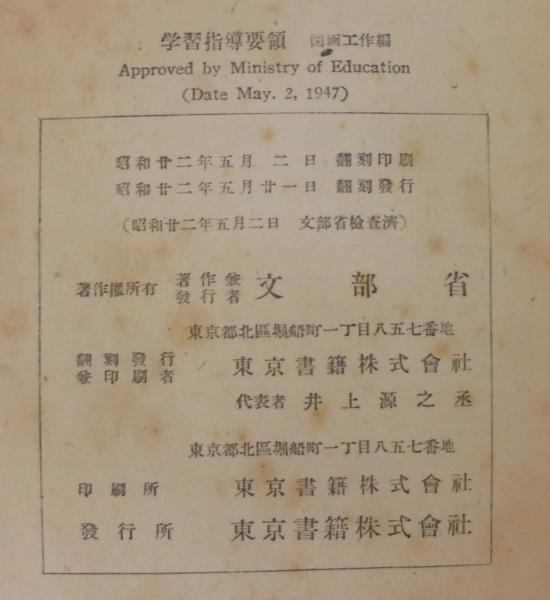 学習指導要領 図画工作編
Approved by Ministry of Education
(Date May. 2, 1947)
昭和廿二年五月 二 日 翻刻印刷
昭和廿二年五月廿一日 翻刻發行
(昭和廿二年五月二日 文部省檢査濟)
著作權所有 著作兼發行者 文部省
東京都北區堀船町一丁目八五七番地
翻刻發行兼印刷者 東京書籍株式會社
代表者 井上源之丞
東京都北區堀船町一丁目八五七番地
印刷所 東京書籍株式會社
發行所 東京書籍株式會社